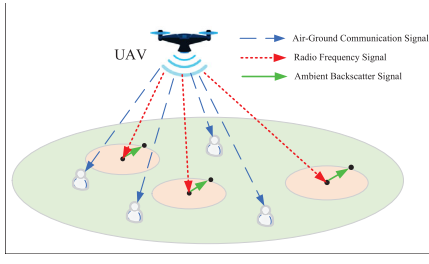 UAV
Air-Ground Communication Signal
Radio Frequency Signal
Ambient Backscatter Signal